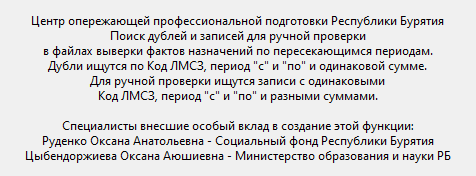 Центр опережающей профессиональной подготовки Республики Бурятия
Поиск дублей и записей для ручной проверки
в файлах выверки фактов назначений по пересекающимся периодам.
Дубли ищутся по Код ЛМСЗ, период "с" и "по" и одинаковой сумме.
Для ручной проверки ищутся записи с одинаковыми
Код ЛМСЗ, период "с" и "по" и разными суммами.
Специалисты внесшие особый вклад в создание этой функции:
Руденко Оксана Анатольевна - Социальный фонд Республики Бурятия
Цыбендоржиева Оксана Аюшиевна - Министерство образования и науки РБ